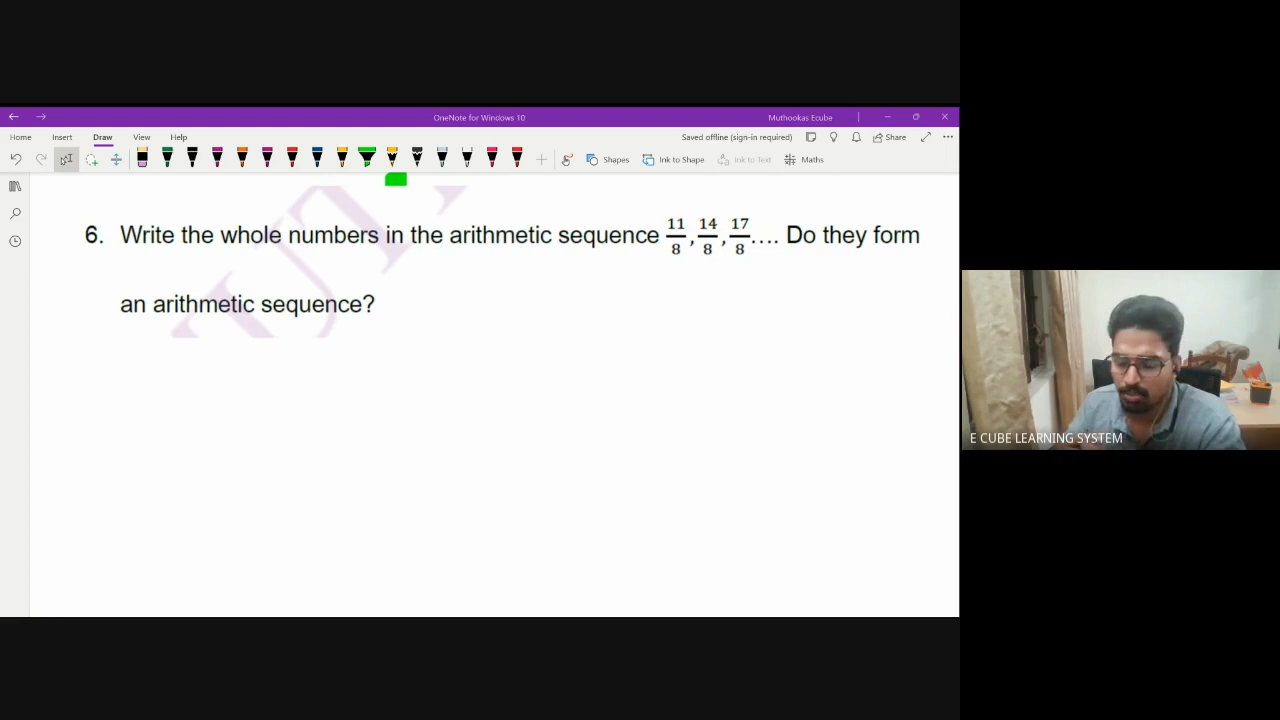 OneNote for Windows 10
Muthookas Ecube
Home Insert Draw View Help
Saved offline (sign-in required)
Share
Shapes
Ink to Shape
Ink to Text
Maths
6. Write the whole numbers in the arithmetic sequence 11/8, 14/8, 17/8.... Do they form
an arithmetic sequence?
E CUBE LEARNING SYSTEM